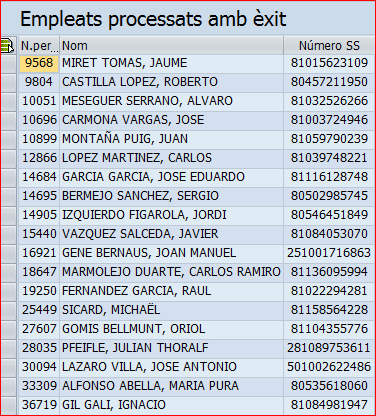 Empleats processats amb èxit
N.per... Nom Número SS
9568 MIRET TOMAS, JAUME 81015623109
9804 CASTILLA LOPEZ, ROBERTO 80457211950
10051 MESEGUER SERRANO, ALVARO 81032526266
10696 CARMONA VARGAS, JOSE 81003724946
10899 MONTAÑA PUIG, JUAN 81059790239
12866 LOPEZ MARTINEZ, CARLOS 81039748221
14684 GARCIA GARCIA, JOSE EDUARDO 81116128748
14695 BERMEJO SANCHEZ, SERGIO 80502985745
14905 IZQUIERDO FIGAROLA, JORDI 80546451849
15440 VAZQUEZ SALCEDA, JAVIER 81084053070
16921 GENE BERNAUS, JOAN MANUEL 251001716863
18647 MARMOLEJO DUARTE, CARLOS RAMIRO 81136095994
19250 FERNANDEZ GARCIA, RAUL 81022294281
25449 SICARD, MICHAËL 81158564228
27607 GOMIS BELLMUNT, ORIOL 81104355776
28035 PFEIFLE, JULIAN THORALF 281089753611
30094 LAZARO VILLA, JOSE ANTONIO 501002622486
33309 ALFONSO ABELLA, MARIA PURA 80535618060
36719 GIL GALI, IGNACIO 81084981947